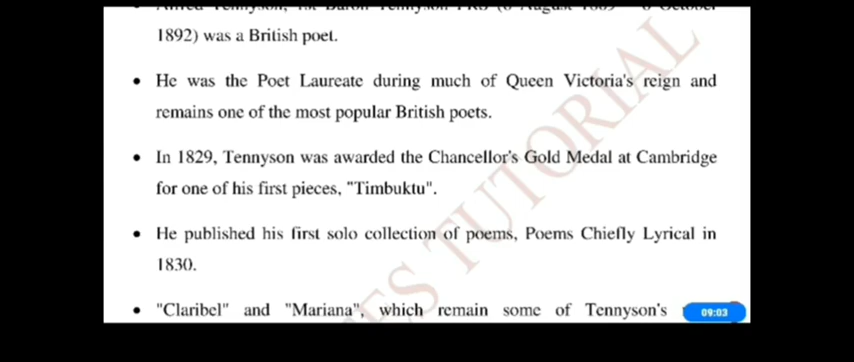 1892) was a British poet.
• He was the Poet Laureate during much of Queen Victoria's reign and
remains one of the most popular British poets.
• In 1829, Tennyson was awarded the Chancellor's Gold Medal at Cambridge
for one of his first pieces, "Timbuktu".
• He published his first solo collection of poems, Poems Chiefly Lyrical in
1830.
• "Claribel" and "Mariana", which remain some of Tennyson's
09:03
ES TUTORIAL